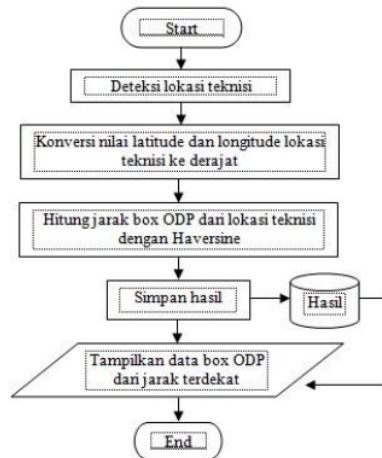 Start
Deteksi lokasi teknisi
Konversi nilai latitude dan longitude lokasi
teknisi ke derajat
Hitung jarak box ODP dari lokasi teknisi
dengan Haversine
Simpan hasil
Hasil
Tampilkan data box ODP
dari jarak terdekat
End